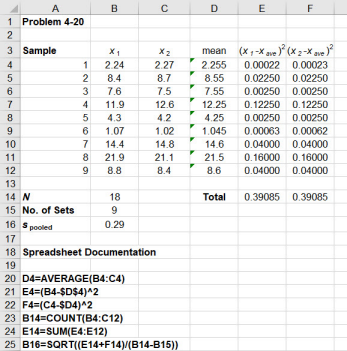 A B C D E F
1 Problem 4-20
2
3 Sample x 1 x 2 mean (x 1 -x ave )2 (x 2 -x ave )2
4 1 2.24 2.27 2.255 0.00022 0.00023
5 2 8.4 8.7 8.55 0.02250 0.02250
6 3 7.6 7.5 7.55 0.00250 0.00250
7 4 11.9 12.6 12.25 0.12250 0.12250
8 5 4.3 4.2 4.25 0.00250 0.00250
9 6 1.07 1.02 1.045 0.00063 0.00062
10 7 14.4 14.8 14.6 0.04000 0.04000
11 8 21.9 21.1 21.5 0.16000 0.16000
12 9 8.8 8.4 8.6 0.04000 0.04000
13
14 N 18 Total 0.39085 0.39085
15 No. of Sets 9
16 s pooled 0.29
17
18 Spreadsheet Documentation
19
20 D4=AVERAGE(B4:C4)
21 E4=(B4-$D$4)^2
22 F4=(C4-$D4)^2
23 B14=COUNT(B4:C12)
24 E14=SUM(E4:E12)
25 B16=SQRT((E14+F14)/(B14-B15))